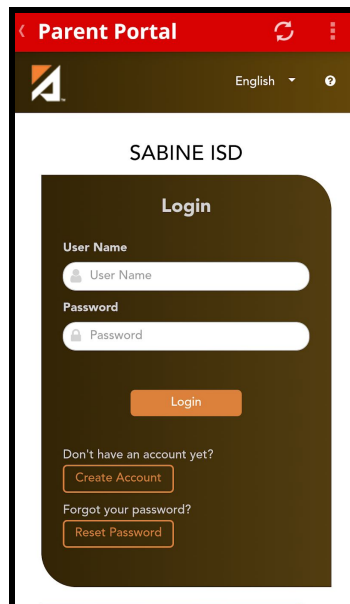 Parent Portal
English
SABINE ISD
Login
User Name
User Name
Password
Password
Login
Don't have an account yet?
Create Account
Forgot your password?
Reset Password